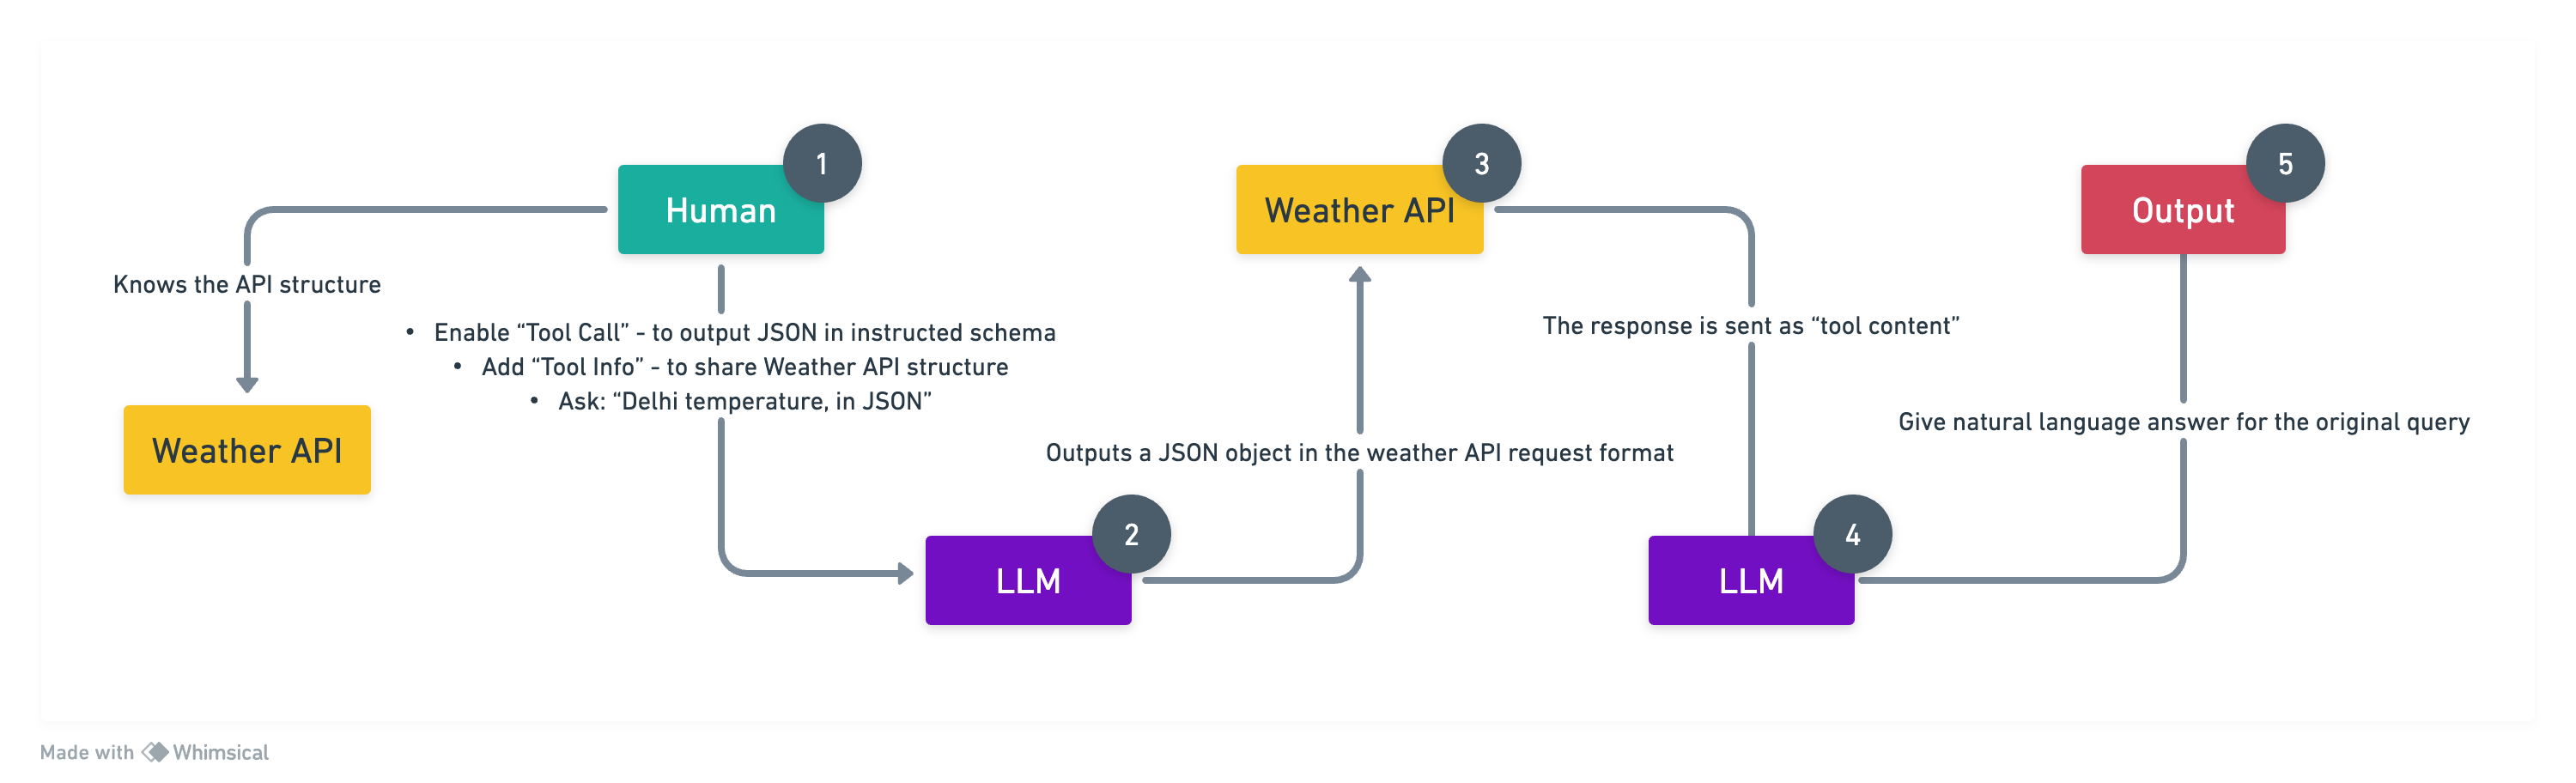 1
Human
Knows the API structure
Weather API
• Enable “Tool Call” - to output JSON in instructed schema
• Add “Tool Info” - to share Weather API structure
• Ask: “Delhi temperature, in JSON”
2
LLM
Outputs a JSON object in the weather API request format
3
Weather API
The response is sent as “tool content”
4
LLM
Give natural language answer for the original query
5
Output
Made with Whimsical